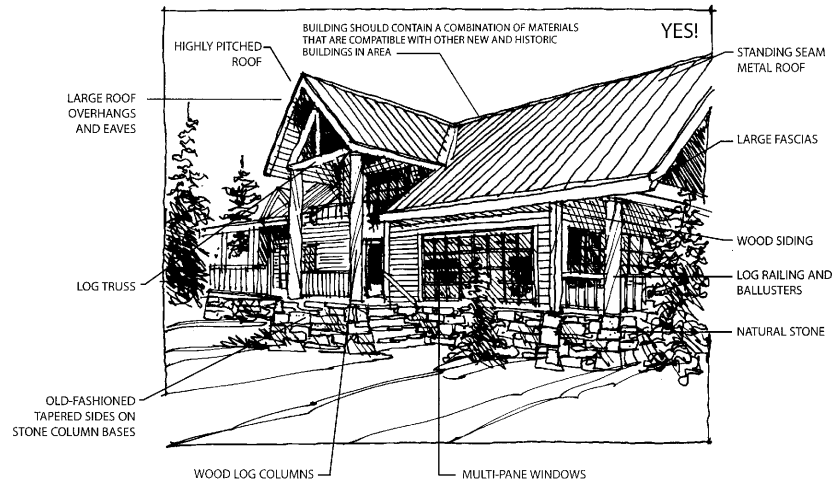 BUILDING SHOULD CONTAIN A COMBINATION OF MATERIALS
THAT ARE COMPATIBLE WITH OTHER NEW AND HISTORIC
BUILDINGS IN AREA
YES!
HIGHLY PITCHED
ROOF
STANDING SEAM
METAL ROOF
LARGE ROOF
OVERHANGS
AND EAVES
LARGE FASCIAS
WOOD SIDING
LOG TRUSS
LOG RAILING AND
BALLUSTERS
NATURAL STONE
OLD-FASHIONED
TAPERED SIDES ON
STONE COLUMN BASES
WOOD LOG COLUMNS
MULTI-PANE WINDOWS